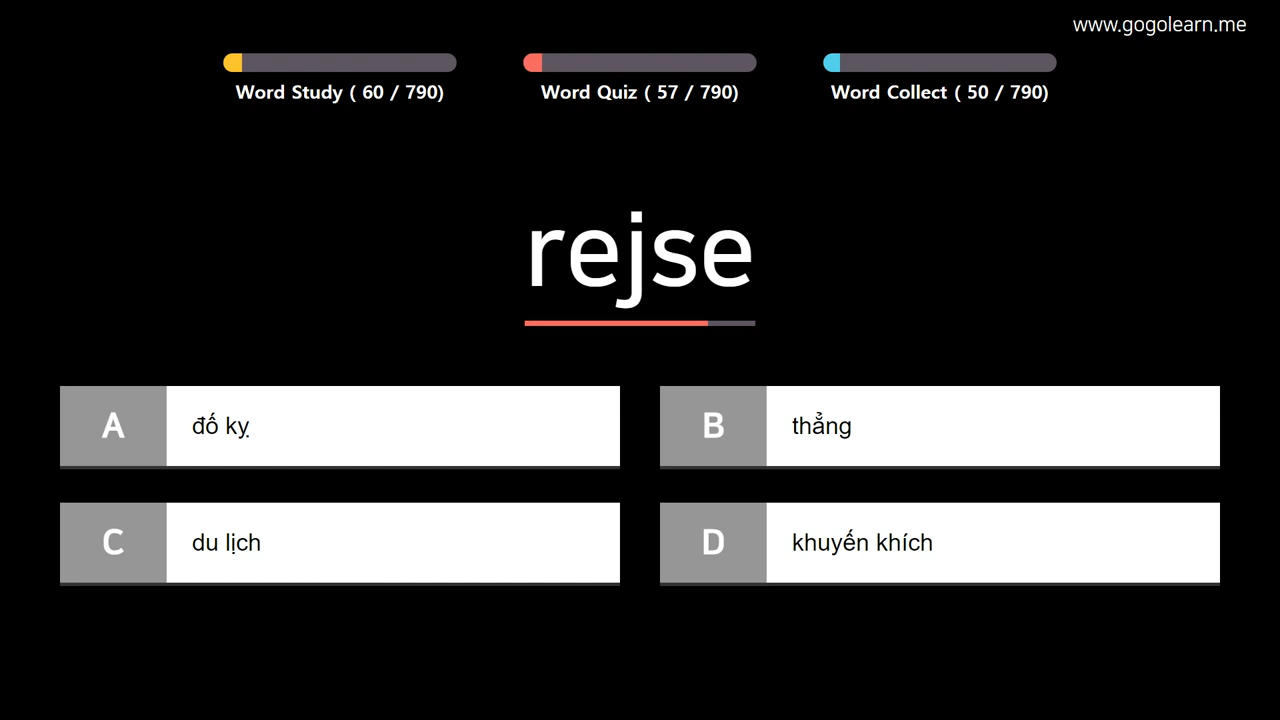 www.gogolearn.me
Word Study ( 60 / 790)
Word Quiz ( 57 / 790)
Word Collect ( 50 / 790)
rejse
A đố kỵ
B thẳng
C du lịch
D khuyến khích